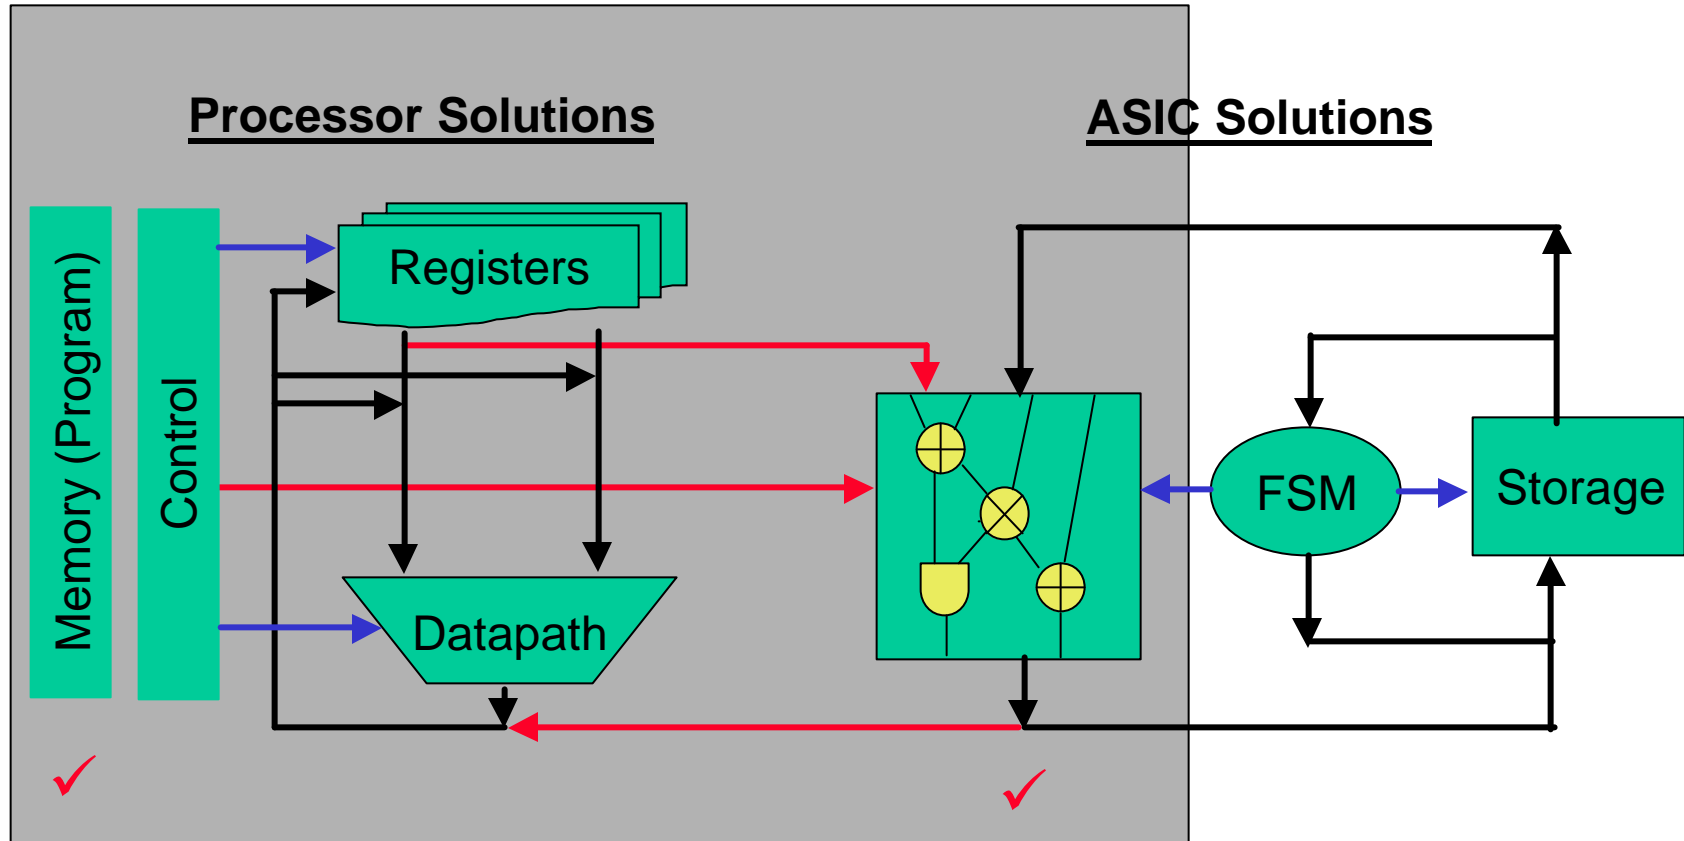 Processor Solutions
ASIC Solutions
Memory (Program)
Control
Registers
Datapath
FSM
Storage